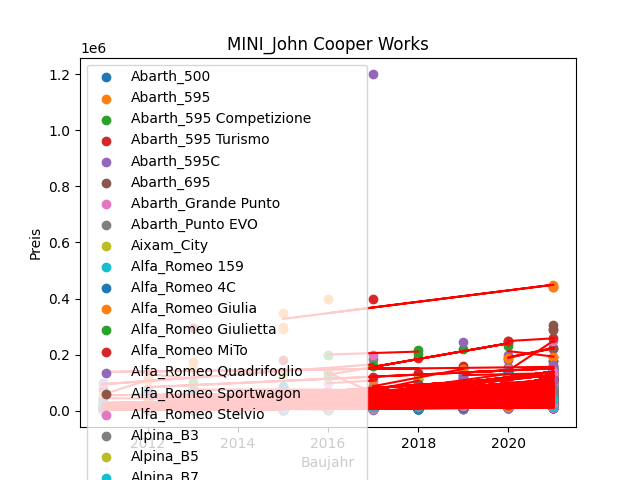 MINI_John Cooper Works
1e6
1.2
1.0
0.8
0.6
0.4
0.2
0.0
Preis
Abarth_500
Abarth_595
Abarth_595 Competizione
Abarth_595 Turismo
Abarth_595C
Abarth_695
Abarth_Grande Punto
Abarth_Punto EVO
Aixam_City
Alfa_Romeo 159
Alfa_Romeo 4C
Alfa_Romeo Giulia
Alfa_Romeo Giulietta
Alfa_Romeo MiTo
Alfa_Romeo Quadrifoglio
Alfa_Romeo Sportwagon
Alfa_Romeo Stelvio
Alpina_B3
Alpina_B5
Alpina_B7
2012 2014 2016 2018 2020
Baujahr